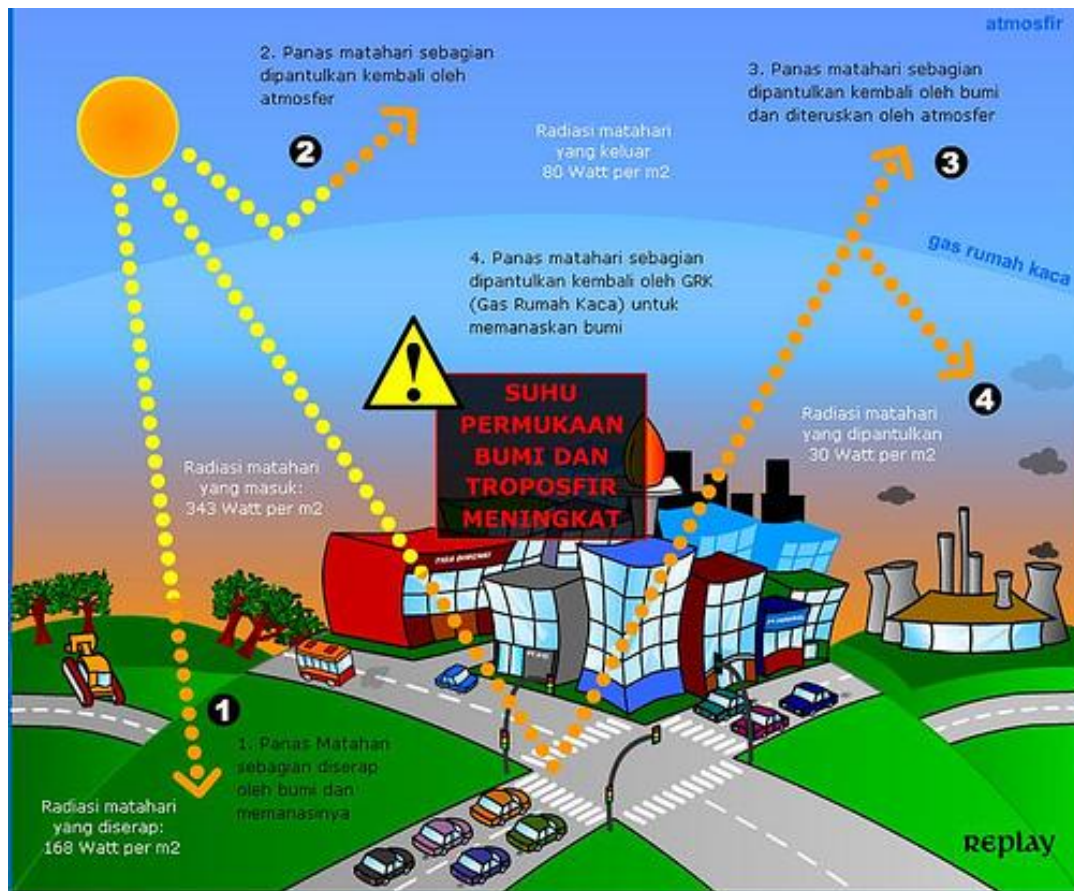 atmosfir
2. Panas matahari sebagian
dipantulkan kembali oleh
atmosfer
2
3. Panas matahari sebagian
dipantulkan kembali oleh bumi
dan diteruskan oleh atmosfer
3
Radiasi matahari
yang keluar
80 Watt per m2
gas rumah kaca
4. Panas matahari sebagian
dipantulkan kembali oleh GRK
(Gas Rumah Kaca) untuk
memanaskan bumi
!
SUHU
PERMUKAAN
BUMI DAN
TROPOSFIR
MENINGKAT
4
Radiasi matahari
yang dipantulkan
30 Watt per m2
Radiasi matahari
yang masuk:
343 Watt per m2
1
1. Panas Matahari
sebagian diserap
oleh bumi dan
memanasinya
Radiasi matahari
yang diserap:
168 Watt per m2
Replay